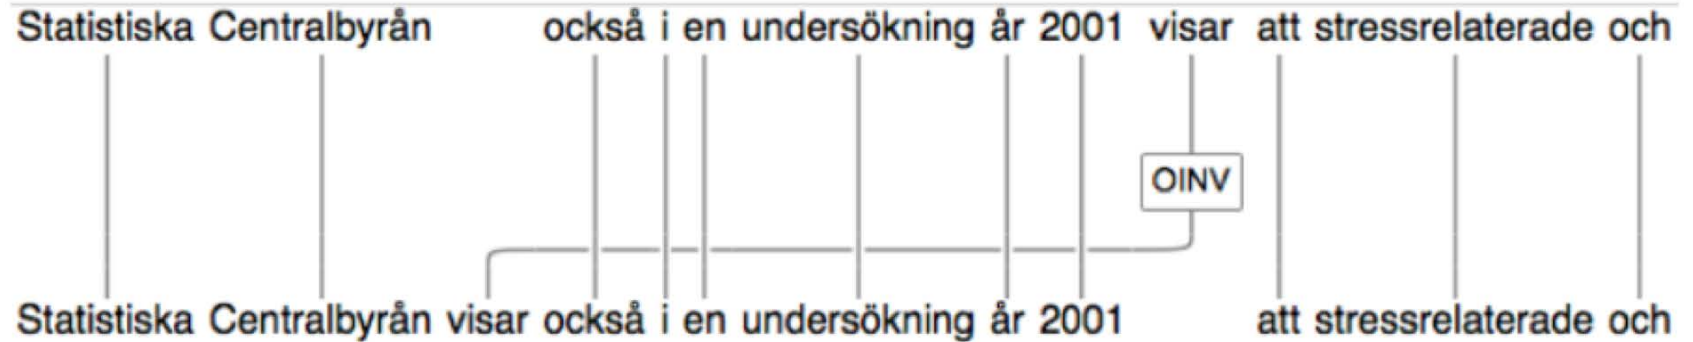 Statistiska Centralbyrån också i en undersökning år 2001 visar att stressrelaterade och
OINV
Statistiska Centralbyrån visar också i en undersökning år 2001 att stressrelaterade och